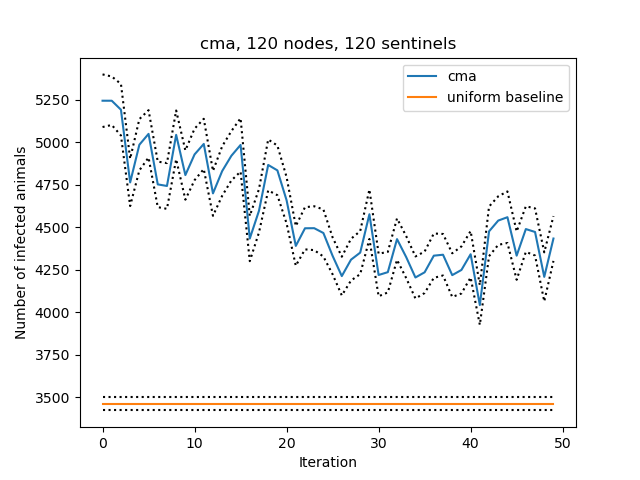 cma, 120 nodes, 120 sentinels
cma
uniform baseline
Number of infected animals
5250
5000
4750
4500
4250
4000
3750
3500
0 10 20 30 40 50
Iteration